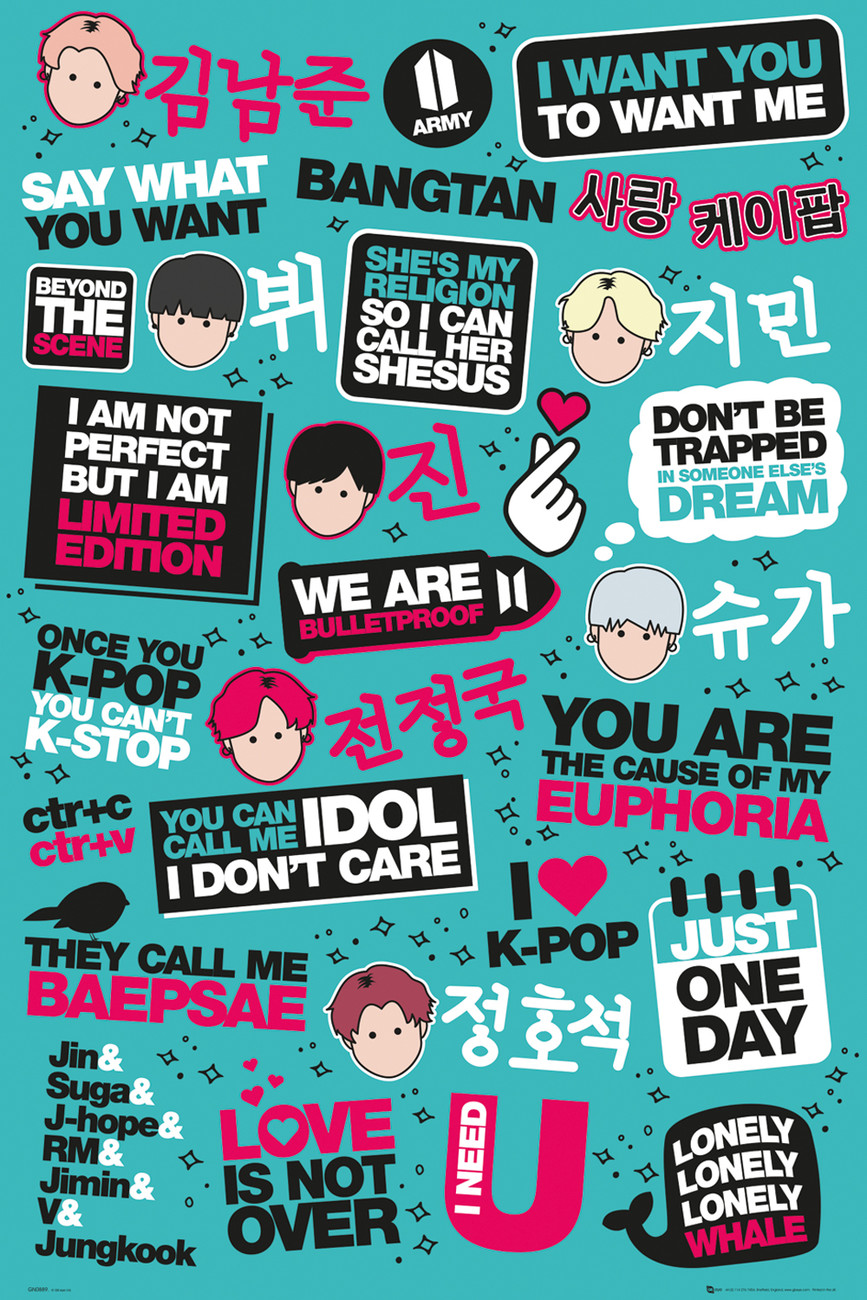 김남준
ARMY
I WANT YOU
TO WANT ME
SAY WHAT
YOU WANT
BANGTAN
사랑
케이팝
BEYOND
THE
SCENE
뷔
SHE'S MY
RELIGION
SO I CAN
CALL HER
SHESUS
지민
I AM NOT
PERFECT
BUT I AM
LIMITED
EDITION
진
DON'T BE
TRAPPED
IN SOMEONE ELSE'S
DREAM
WE ARE
BULLETPROOF
슈가
ONCE YOU
K-POP
YOU CAN'T
K-STOP
전정국
YOU ARE
THE CAUSE OF MY
EUPHORIA
ctr+c
ctr+v
YOU CAN
CALL ME
IDOL
I DON'T CARE
I
K-POP
JUST
ONE
DAY
THEY CALL ME
BAEPSAE
정호석
Jin&
Suga&
J-hope&
RM&
Jimin&
V&
Jungkook
LOVE
IS NOT
OVER
I NEED
U
LONELY
LONELY
LONELY
WHALE